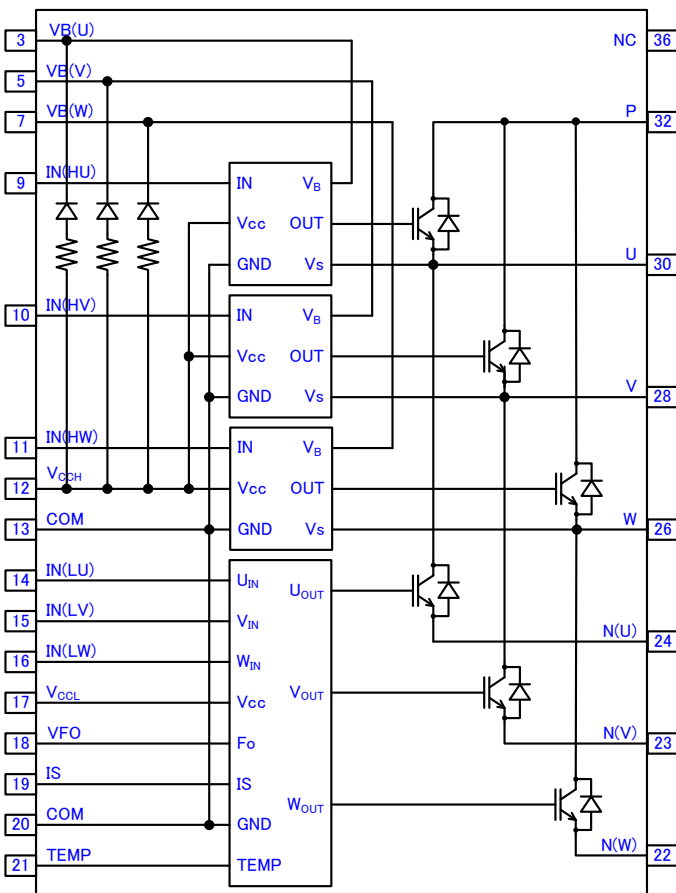 3 VB(U)
5 VB(V)
7 VB(W)
9 IN(HU)
10 IN(HV)
11 IN(HW)
12 VCCH
13 COM
14 IN(LU)
15 IN(LV)
16 IN(LW)
17 VCCL
18 VFO
19 IS
20 COM
21 TEMP
IN VB
Vcc OUT
GND Vs
IN VB
Vcc OUT
GND Vs
IN VB
Vcc OUT
GND Vs
UIN UOUT
VIN
WIN
Vcc VOUT
Fo
IS
GND WOUT
TEMP
NC 36
P 32
U 30
V 28
W 26
N(U) 24
N(V) 23
N(W) 22